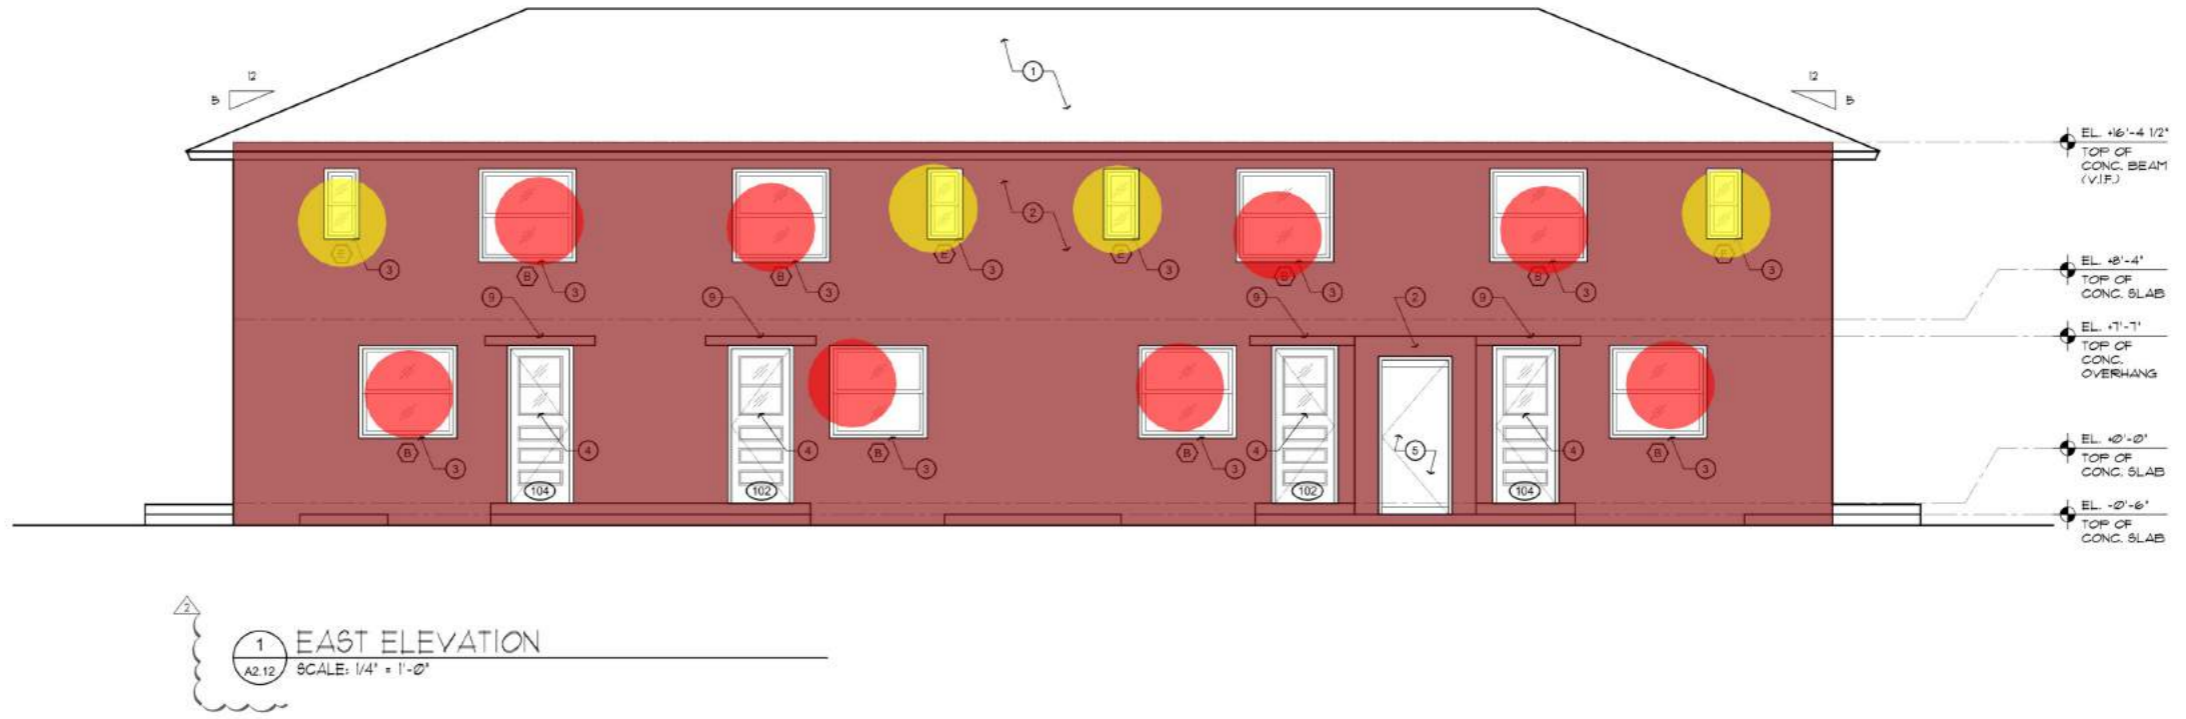 1
12
5
12
5
EL. +16'-4 1/2"
TOP OF
CONC. BEAM
(V.I.F.)
2
E
3
B
3
B
3
E
3
E
3
B
3
B
3
E
3
EL. +8'-4"
TOP OF
CONC. SLAB
9
9
9
2
9
EL. +7'-7"
TOP OF
CONC.
OVERHANG
B
3
4
4
B
3
B
3
4
5
4
B
3
EL. +0'-0"
TOP OF
CONC. SLAB
104
102
102
104
EL. -0'-6"
TOP OF
CONC. SLAB
2
1
EAST ELEVATION
A2.12
SCALE: 1/4" = 1'-0"